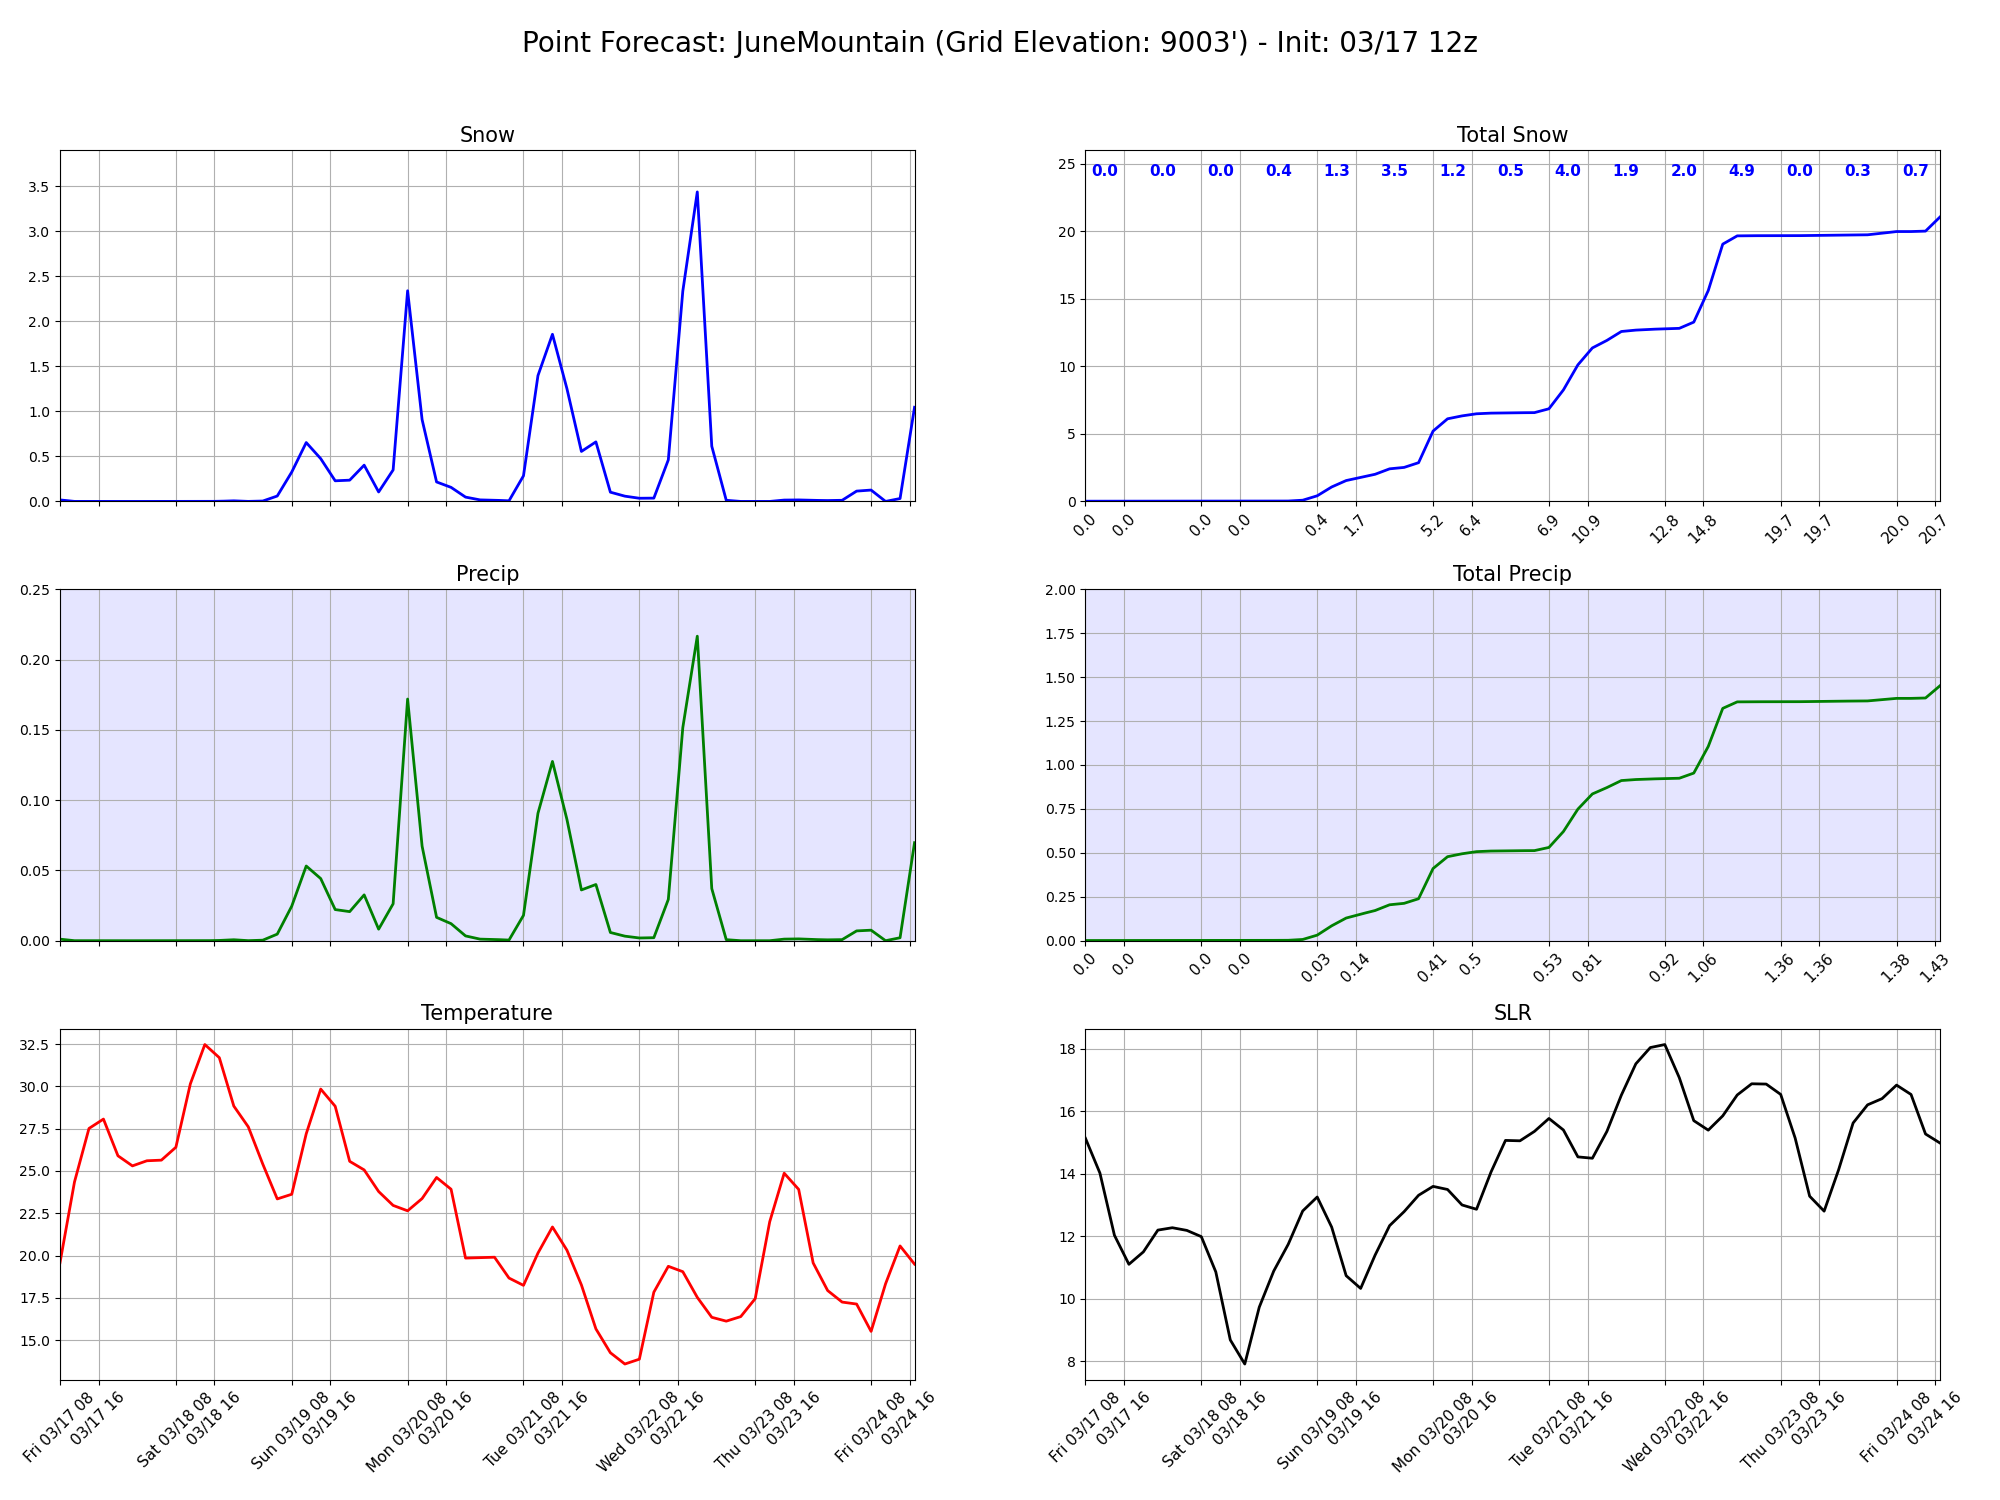 Point Forecast: JuneMountain (Grid Elevation: 9003') - Init: 03/17 12z
Snow
3.5
3.0
2.5
2.0
1.5
1.0
0.5
0.0
Total Snow
0.0 0.0 0.0 0.4 1.3 3.5 1.2 0.5 4.0 1.9 2.0 4.9 0.0 0.3 0.7
25
20
15
10
5
0
0.0 0.0 0.0 0.0 0.4 1.7 5.2 6.4 6.9 10.9 12.8 14.8 19.7 19.7 20.0 20.7
Precip
0.25
0.20
0.15
0.10
0.05
0.00
Total Precip
2.00
1.75
1.50
1.25
1.00
0.75
0.50
0.25
0.00
0.0 0.0 0.0 0.0 0.03 0.14 0.41 0.5 0.53 0.81 0.92 1.06 1.36 1.36 1.38 1.43
Temperature
32.5
30.0
27.5
25.0
22.5
20.0
17.5
15.0
Fri 03/17 08
03/17 16
Sat 03/18 08
03/18 16
Sun 03/19 08
03/19 16
Mon 03/20 08
03/20 16
Tue 03/21 08
03/21 16
Wed 03/22 08
03/22 16
Thu 03/23 08
03/23 16
Fri 03/24 08
03/24 16
SLR
18
16
14
12
10
8
Fri 03/17 08
03/17 16
Sat 03/18 08
03/18 16
Sun 03/19 08
03/19 16
Mon 03/20 08
03/20 16
Tue 03/21 08
03/21 16
Wed 03/22 08
03/22 16
Thu 03/23 08
03/23 16
Fri 03/24 08
03/24 16